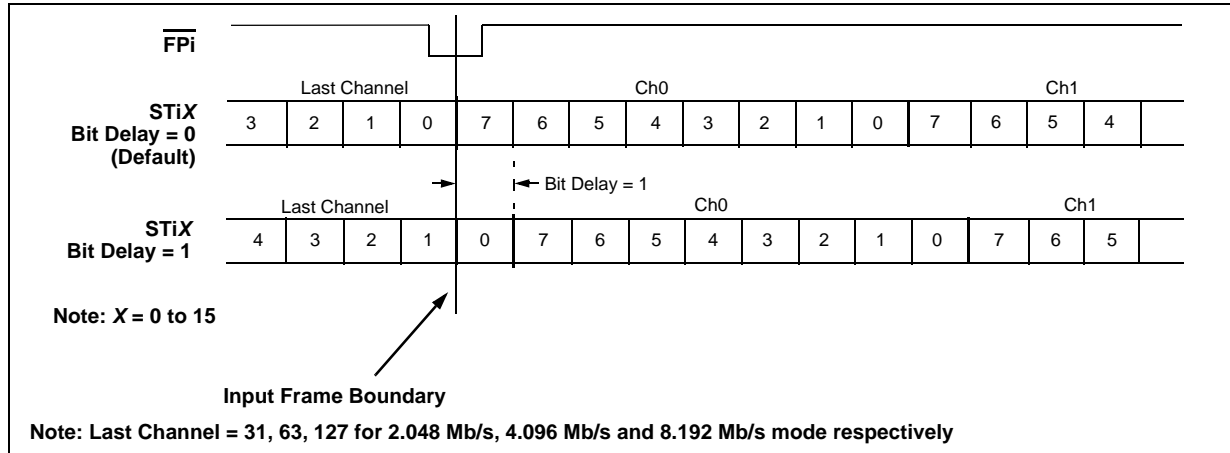 FPi
Last Channel Ch0 Ch1
STiX
Bit Delay = 0
(Default)
3 2 1 0 7 6 5 4 3 2 1 0 7 6 5 4
Bit Delay = 1
Last Channel Ch0 Ch1
STiX
Bit Delay = 1
4 3 2 1 0 7 6 5 4 3 2 1 0 7 6 5
Note: X = 0 to 15
Input Frame Boundary
Note: Last Channel = 31, 63, 127 for 2.048 Mb/s, 4.096 Mb/s and 8.192 Mb/s mode respectively